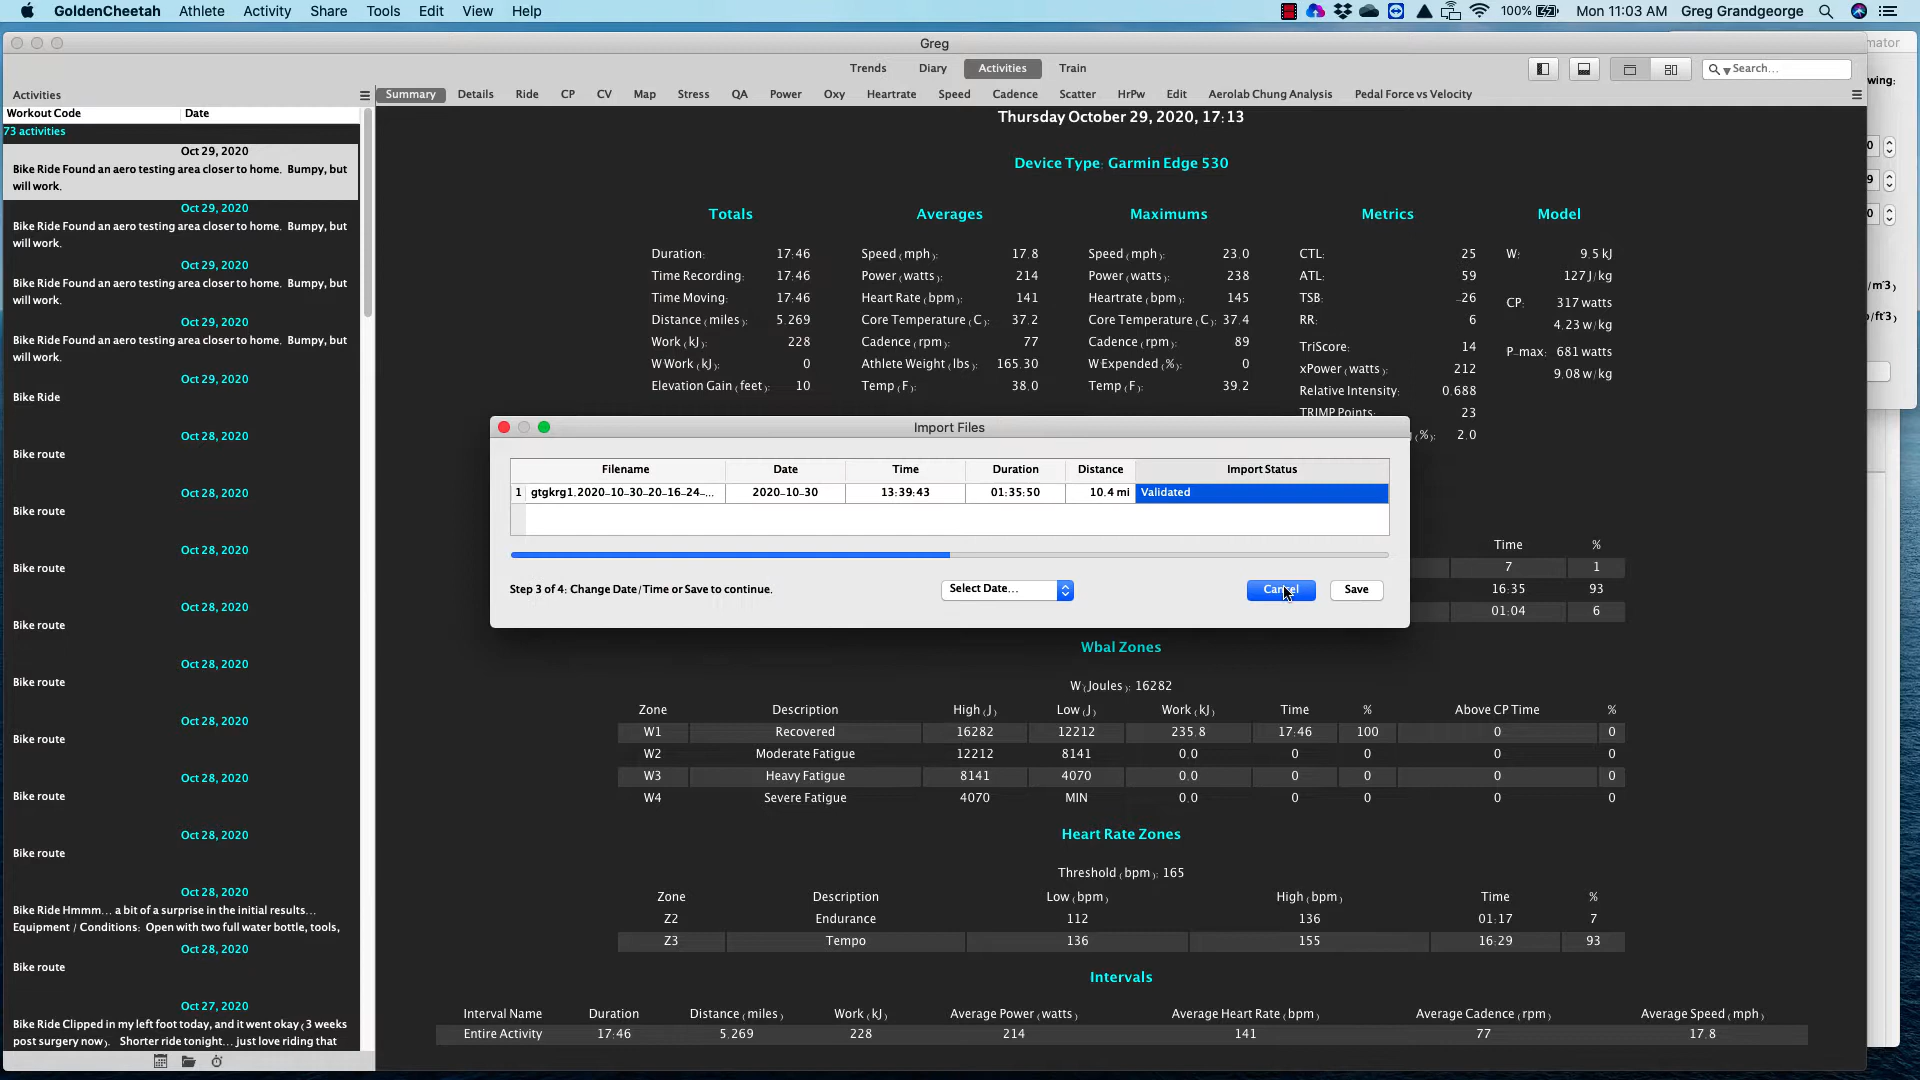 GoldenCheetah Athlete Activity Share Tools Edit View Help
100% Mon 11:03 AM Greg Grandgeorge
Greg
mator
Trends Diary Activities Train
Search...
Activities
Summary Details Ride CP CV Map Stress QA Power Oxy Heartrate Speed Cadence Scatter HrPw Edit Aerolab Chung Analysis Pedal Force vs Velocity
Workout Code Date
73 activities
Oct 29, 2020
Bike Ride Found an aero testing area closer to home. Bumpy, but
will work.
Oct 29, 2020
Bike Ride Found an aero testing area closer to home. Bumpy, but
will work.
Oct 29, 2020
Bike Ride Found an aero testing area closer to home. Bumpy, but
will work.
Oct 29, 2020
Bike Ride Found an aero testing area closer to home. Bumpy, but
will work.
Oct 29, 2020
Bike Ride
Oct 28, 2020
Bike route
Oct 28, 2020
Bike route
Oct 28, 2020
Bike route
Oct 28, 2020
Bike route
Oct 28, 2020
Bike route
Oct 28, 2020
Bike route
Oct 28, 2020
Bike route
Oct 28, 2020
Bike route
Oct 28, 2020
Bike Ride Hmmm... a bit of a surprise in the initial results...
Equipment / Conditions: Open with two full water bottle, tools,
Oct 28, 2020
Bike route
Oct 27, 2020
Bike Ride Clipped in my left foot today, and it went okay (3 weeks
post surgery now). Shorter ride tonight... just love riding that
Thursday October 29, 2020, 17:13
Device Type: Garmin Edge 530
Totals Averages Maximums Metrics Model
Duration: 17:46 Speed (mph): 17.8 Speed (mph): 23.0 CTL: 25 W: 9.5 kJ
Time Recording: 17:46 Power (watts): 214 Power (watts): 238 ATL: 59 127 J/kg
Time Moving: 17:46 Heart Rate (bpm): 141 Heartrate (bpm): 145 TSB: -26 CP: 317 watts
Distance (miles): 5.269 Core Temperature (C): 37.2 Core Temperature (C): 37.4 RR: 6 4.23 w/kg
Work (kJ): 228 Cadence (rpm): 77 Cadence (rpm): 89 TriScore: 14 P-max: 681 watts
W Work (kJ): 0 Athlete Weight (lbs): 165.30 W Expended (%): 0 xPower (watts): 212 9.08 w/kg
Elevation Gain (feet): 10 Temp (F): 38.0 Temp (F): 39.2 Relative Intensity: 0.688
TRIMP Points: 23
(%): 2.0
Import Files
Filename Date Time Duration Distance Import Status
1 gtgkrg1.2020-10-30-20-16-24-... 2020-10-30 13:39:43 01:35:50 10.4 mi Validated
Step 3 of 4: Change Date/Time or Save to continue. Select Date... Cancel Save
Time %
7 1
16:35 93
01:04 6
Wbal Zones
W (Joules): 16282
Zone Description High (J) Low (J) Work (kJ) Time % Above CP Time %
W1 Recovered 16282 12212 235.8 17:46 100 0 0
W2 Moderate Fatigue 12212 8141 0.0 0 0 0 0
W3 Heavy Fatigue 8141 4070 0.0 0 0 0 0
W4 Severe Fatigue 4070 MIN 0.0 0 0 0 0
Heart Rate Zones
Threshold (bpm): 165
Zone Description Low (bpm) High (bpm) Time %
Z2 Endurance 112 136 01:17 7
Z3 Tempo 136 155 16:29 93
Intervals
Interval Name Duration Distance (miles) Work (kJ) Average Power (watts) Average Heart Rate (bpm) Average Cadence (rpm) Average Speed (mph)
Entire Activity 17:46 5.269 228 214 141 77 17.8
wing:
0
9
0
/m3)
/ft3)